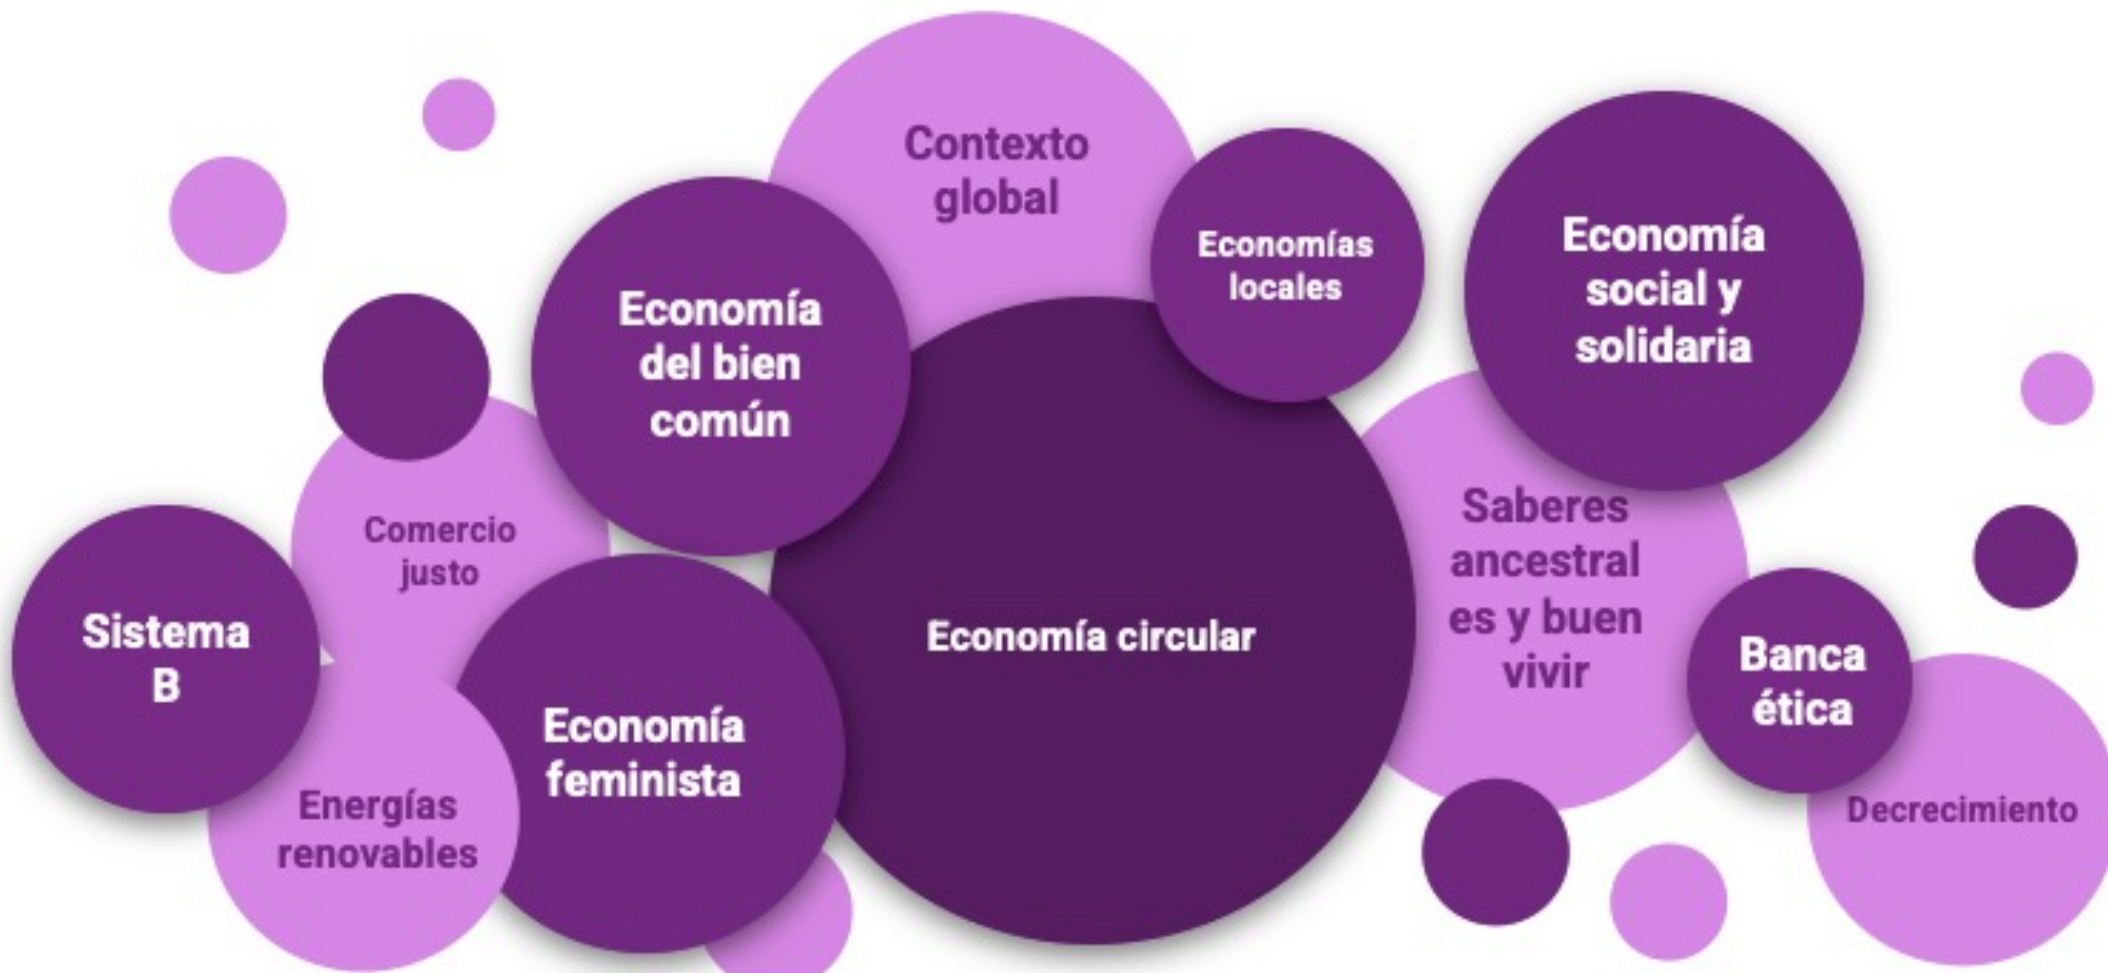 Contexto
global
Economías
locales
Economía
social y
solidaria
Economía
del bien
común
Comercio
justo
Sistema
B
Economía circular
Saberes
ancestral
es y buen
vivir
Banca
ética
Economía
feminista
Energías
renovables
Decrecimiento